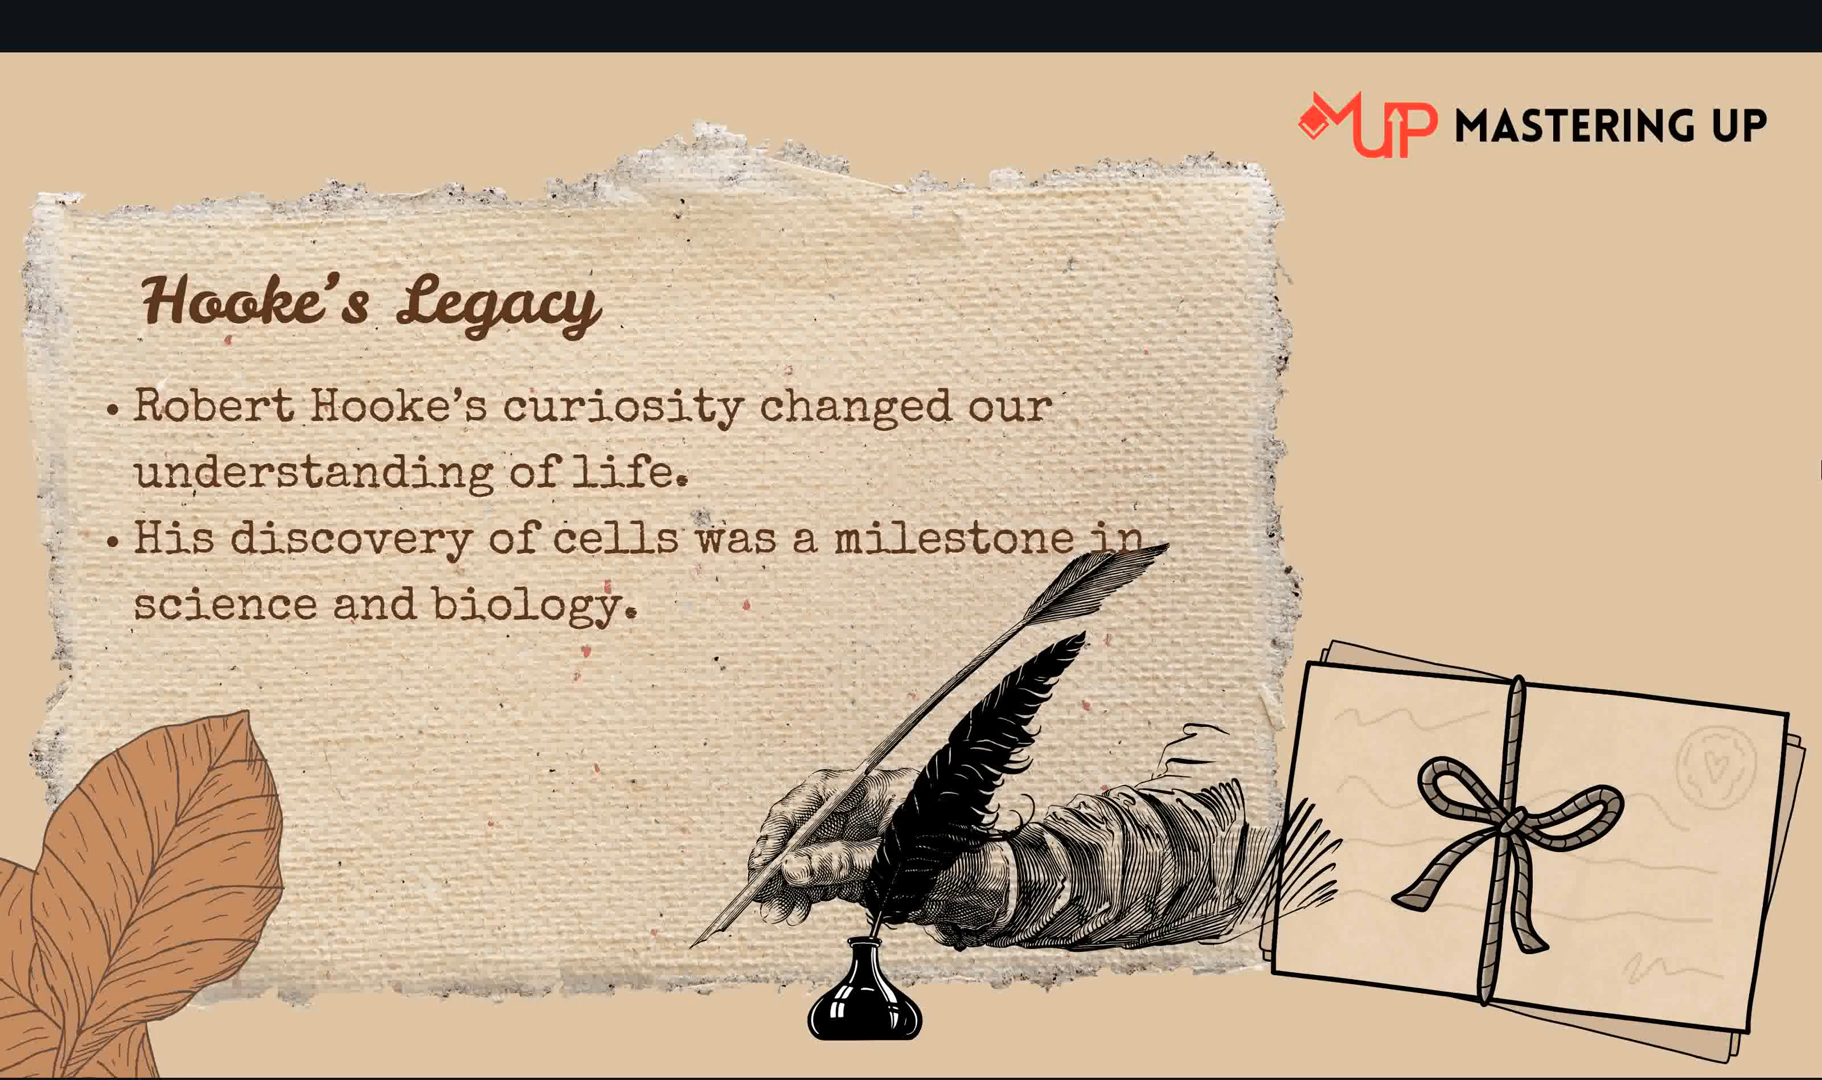 MUP MASTERING UP
Hooke’s Legacy
• Robert Hooke’s curiosity changed our
understanding of life.
• His discovery of cells was a milestone in
science and biology.